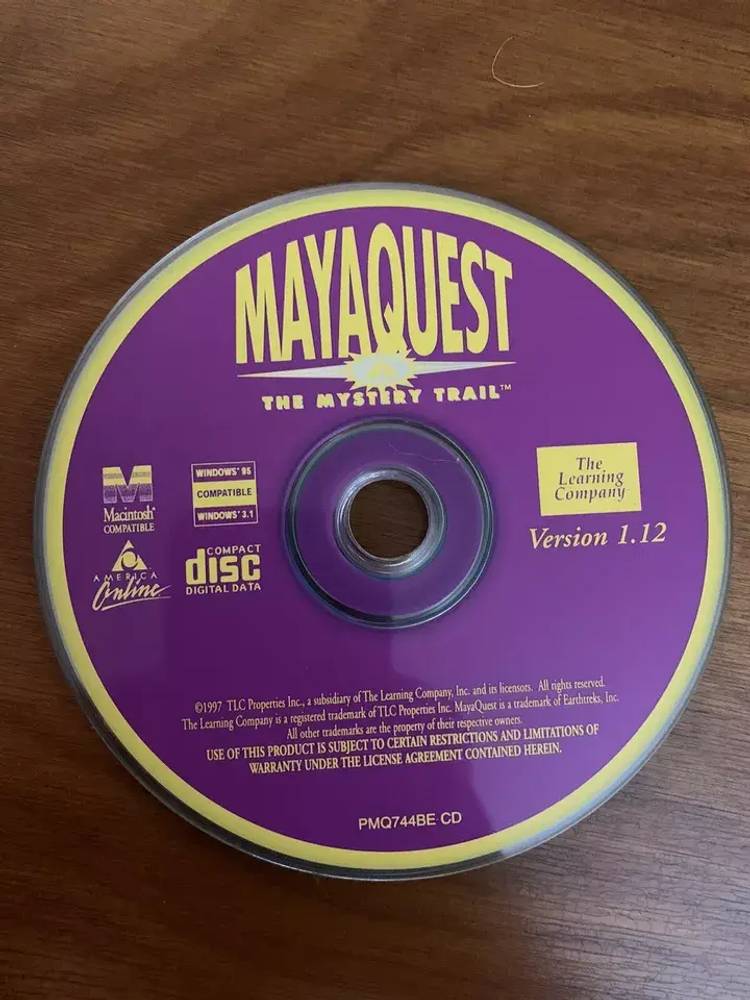 MAYAQUEST
THE MYSTERY TRAIL™
M
Macintosh®
COMPATIBLE
WINDOWS® 95
COMPATIBLE
WINDOWS® 3.1
The
Learning
Company®
Version 1.12
AMERICA
Online
COMPACT
disc
DIGITAL DATA
©1997 TLC Properties Inc., a subsidiary of The Learning Company, Inc. and its licensors. All rights reserved.
The Learning Company is a registered trademark of TLC Properties Inc. MayaQuest is a trademark of Earthtreks, Inc.
All other trademarks are the property of their respective owners.
USE OF THIS PRODUCT IS SUBJECT TO CERTAIN RESTRICTIONS AND LIMITATIONS OF
WARRANTY UNDER THE LICENSE AGREEMENT CONTAINED HEREIN.
PMQ744BE-CD